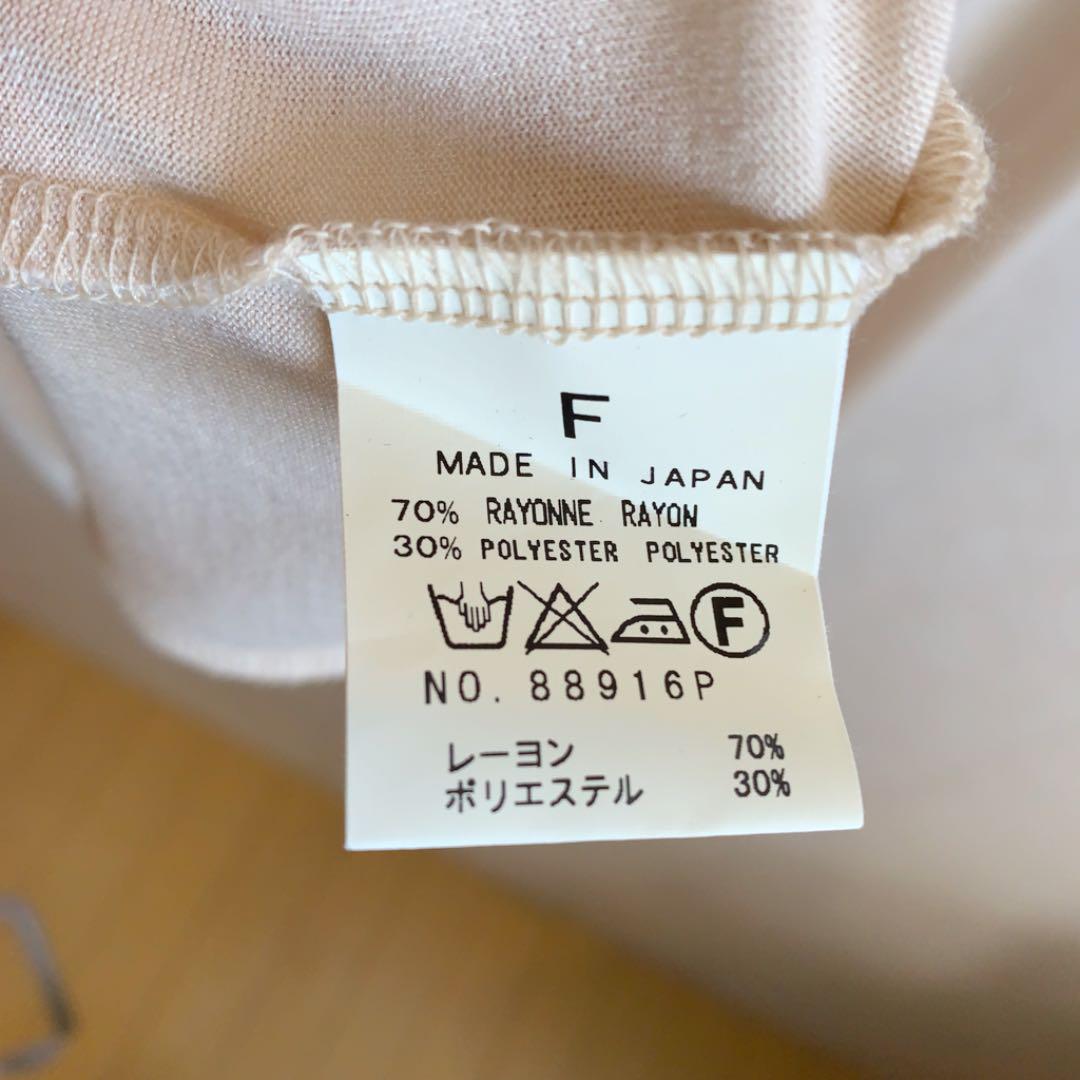 F
MADE IN JAPAN
70% RAYONNE RAYON
30% POLYESTER POLYESTER
F
NO. 88916P
レーヨン 70%
ポリエステル 30%